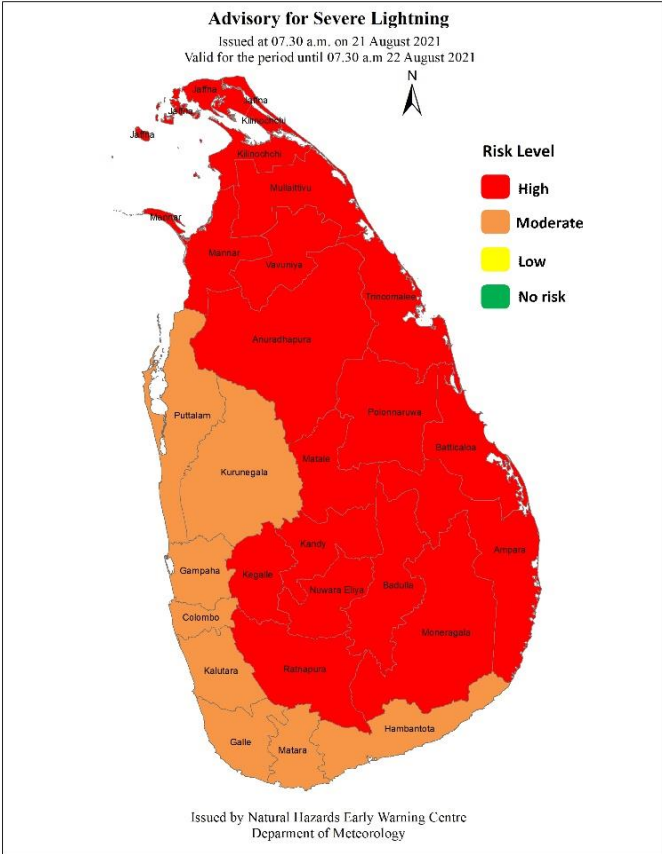 Advisory for Severe Lightning
Issued at 07.30 a.m. on 21 August 2021
Valid for the period until 07.30 a.m 22 August 2021
N
Jaffna
Jaffna
Jaffna
Kilinochchi
Jaffna
Kilinochchi
Mullaittivu
Mannar
Mannar
Vavuniya
Trincomalee
Anuradhapura
Polonnaruwa
Puttalam
Batticaloa
Matale
Kurunegala
Kandy
Ampara
Gampaha
Kegalle
Nuwara Eliya
Badulla
Colombo
Moneragala
Kalutara
Ratnapura
Hambantota
Galle
Matara
Risk Level
High
Moderate
Low
No risk
Issued by Natural Hazards Early Warning Centre
Deparment of Meteorology